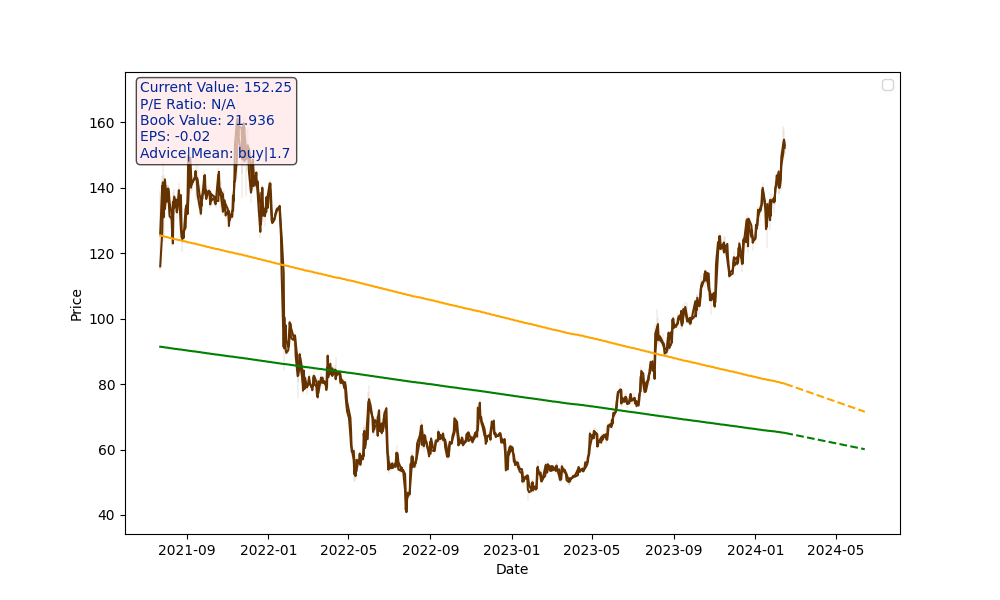 Current Value: 152.25
P/E Ratio: N/A
Book Value: 21.936
EPS: -0.02
Advice|Mean: buy|1.7
160
140
120
100
80
60
40
Price
2021-09 2022-01 2022-05 2022-09 2023-01 2023-05 2023-09 2024-01 2024-05
Date